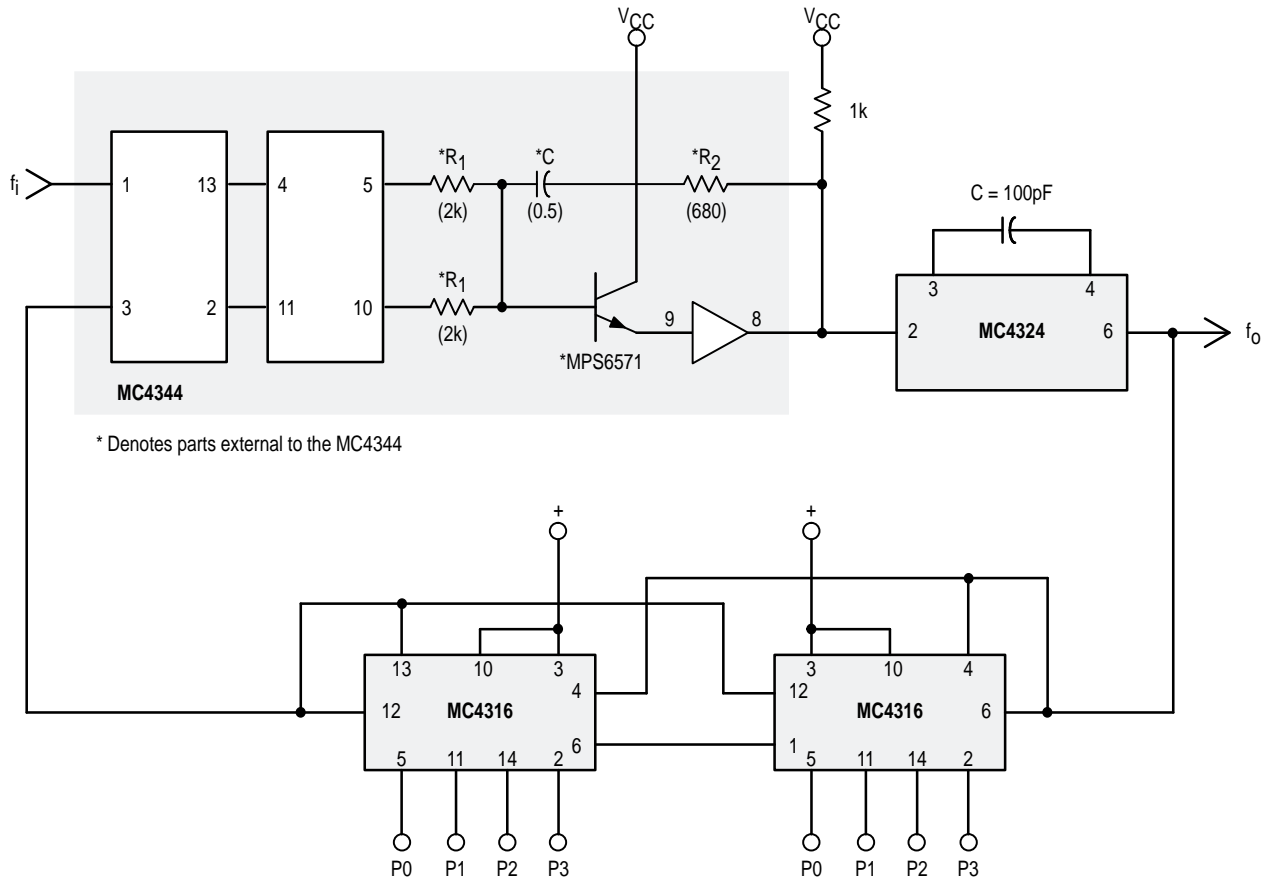 VCC
VCC
1k
fi
1
13
4
5
*R1
(2k)
*C
(0.5)
*R2
(680)
3
2
11
10
*R1
(2k)
9
8
*MPS6571
MC4344
C = 100pF
3
4
2
MC4324
6
fo
* Denotes parts external to the MC4344
+
+
13
10
3
4
12
MC4316
6
5
11
14
2
P0
P1
P2
P3
3
10
4
12
MC4316
6
1
5
11
14
2
P0
P1
P2
P3